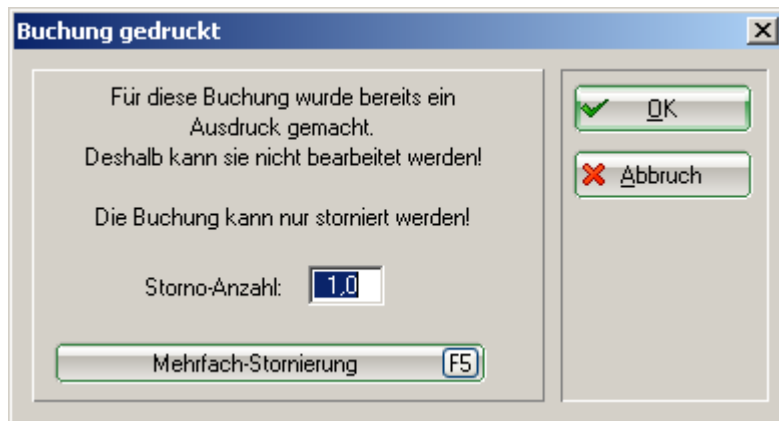 Buchung gedruckt
Für diese Buchung wurde bereits ein
Ausdruck gemacht.
Deshalb kann sie nicht bearbeitet werden!
Die Buchung kann nur storniert werden!
Storno-Anzahl: 1,0
Mehrfach-Stornierung F5
OK
Abbruch